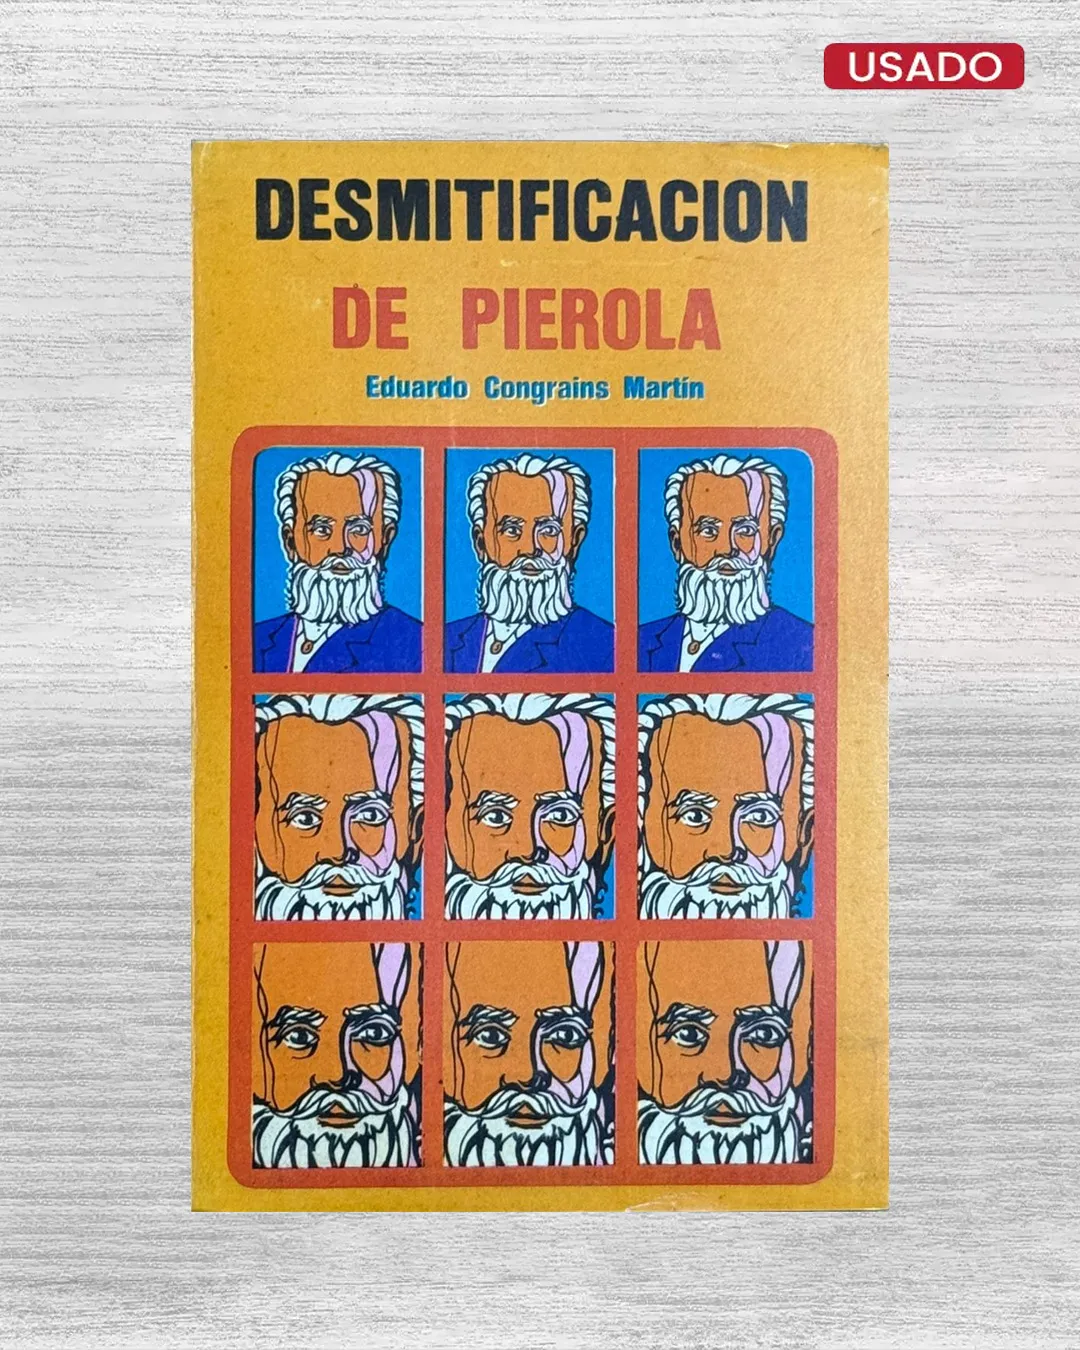 USADO
DESMITIFICACION
DE PIEROLA
Eduardo Congrains Martín